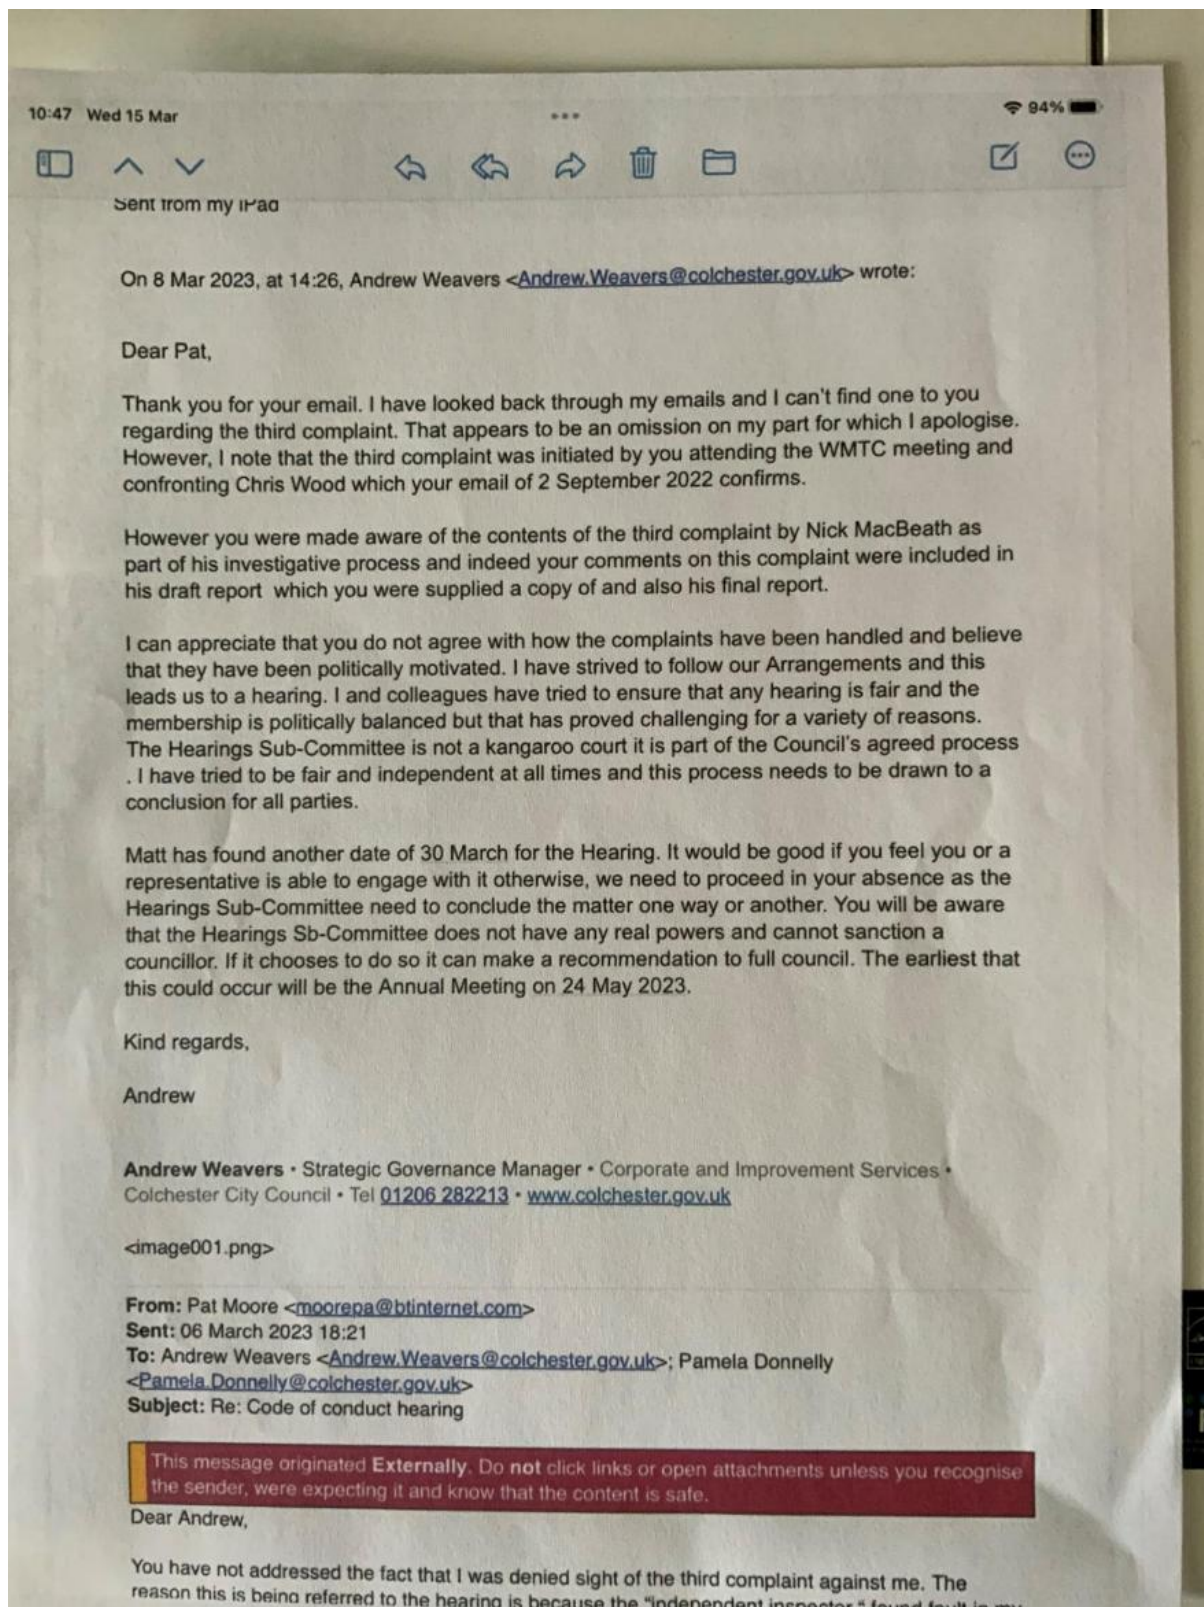 10:47 Wed 15 Mar
94%
Sent from my iPad
On 8 Mar 2023, at 14:26, Andrew Weavers <Andrew.Weavers@colchester.gov.uk> wrote:
Dear Pat,
Thank you for your email. I have looked back through my emails and I can't find one to you
regarding the third complaint. That appears to be an omission on my part for which I apologise.
However, I note that the third complaint was initiated by you attending the WMTC meeting and
confronting Chris Wood which your email of 2 September 2022 confirms.
However you were made aware of the contents of the third complaint by Nick MacBeath as
part of his investigative process and indeed your comments on this complaint were included in
his draft report which you were supplied a copy of and also his final report.
I can appreciate that you do not agree with how the complaints have been handled and believe
that they have been politically motivated. I have strived to follow our Arrangements and this
leads us to a hearing. I and colleagues have tried to ensure that any hearing is fair and the
membership is politically balanced but that has proved challenging for a variety of reasons.
The Hearings Sub-Committee is not a kangaroo court it is part of the Council's agreed process
. I have tried to be fair and independent at all times and this process needs to be drawn to a
conclusion for all parties.
Matt has found another date of 30 March for the Hearing. It would be good if you feel you or a
representative is able to engage with it otherwise, we need to proceed in your absence as the
Hearings Sub-Committee need to conclude the matter one way or another. You will be aware
that the Hearings Sb-Committee does not have any real powers and cannot sanction a
councillor. If it chooses to do so it can make a recommendation to full council. The earliest that
this could occur will be the Annual Meeting on 24 May 2023.
Kind regards,
Andrew
Andrew Weavers • Strategic Governance Manager • Corporate and Improvement Services •
Colchester City Council • Tel 01206 282213 • www.colchester.gov.uk
<image001.png>
From: Pat Moore <moorepa@btinternet.com>
Sent: 06 March 2023 18:21
To: Andrew Weavers <Andrew.Weavers@colchester.gov.uk>; Pamela Donnelly
<Pamela.Donnelly@colchester.gov.uk>
Subject: Re: Code of conduct hearing
This message originated Externally. Do not click links or open attachments unless you recognise
the sender, were expecting it and know that the content is safe.
Dear Andrew,
You have not addressed the fact that I was denied sight of the third complaint against me. The
reason this is being referred to the hearing is because the "independent inspector " found fault in my